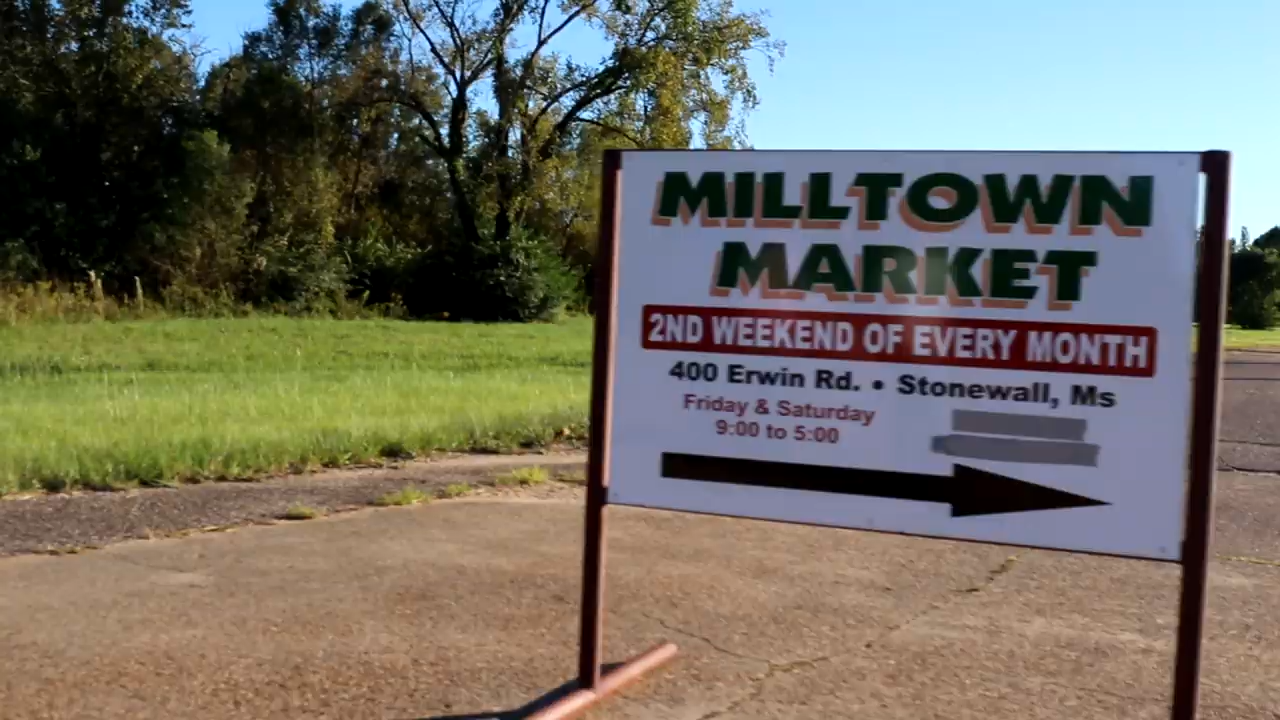 MILLTOWN
MARKET
2ND WEEKEND OF EVERY MONTH
400 Erwin Rd. • Stonewall, Ms
Friday & Saturday
9:00 to 5:00